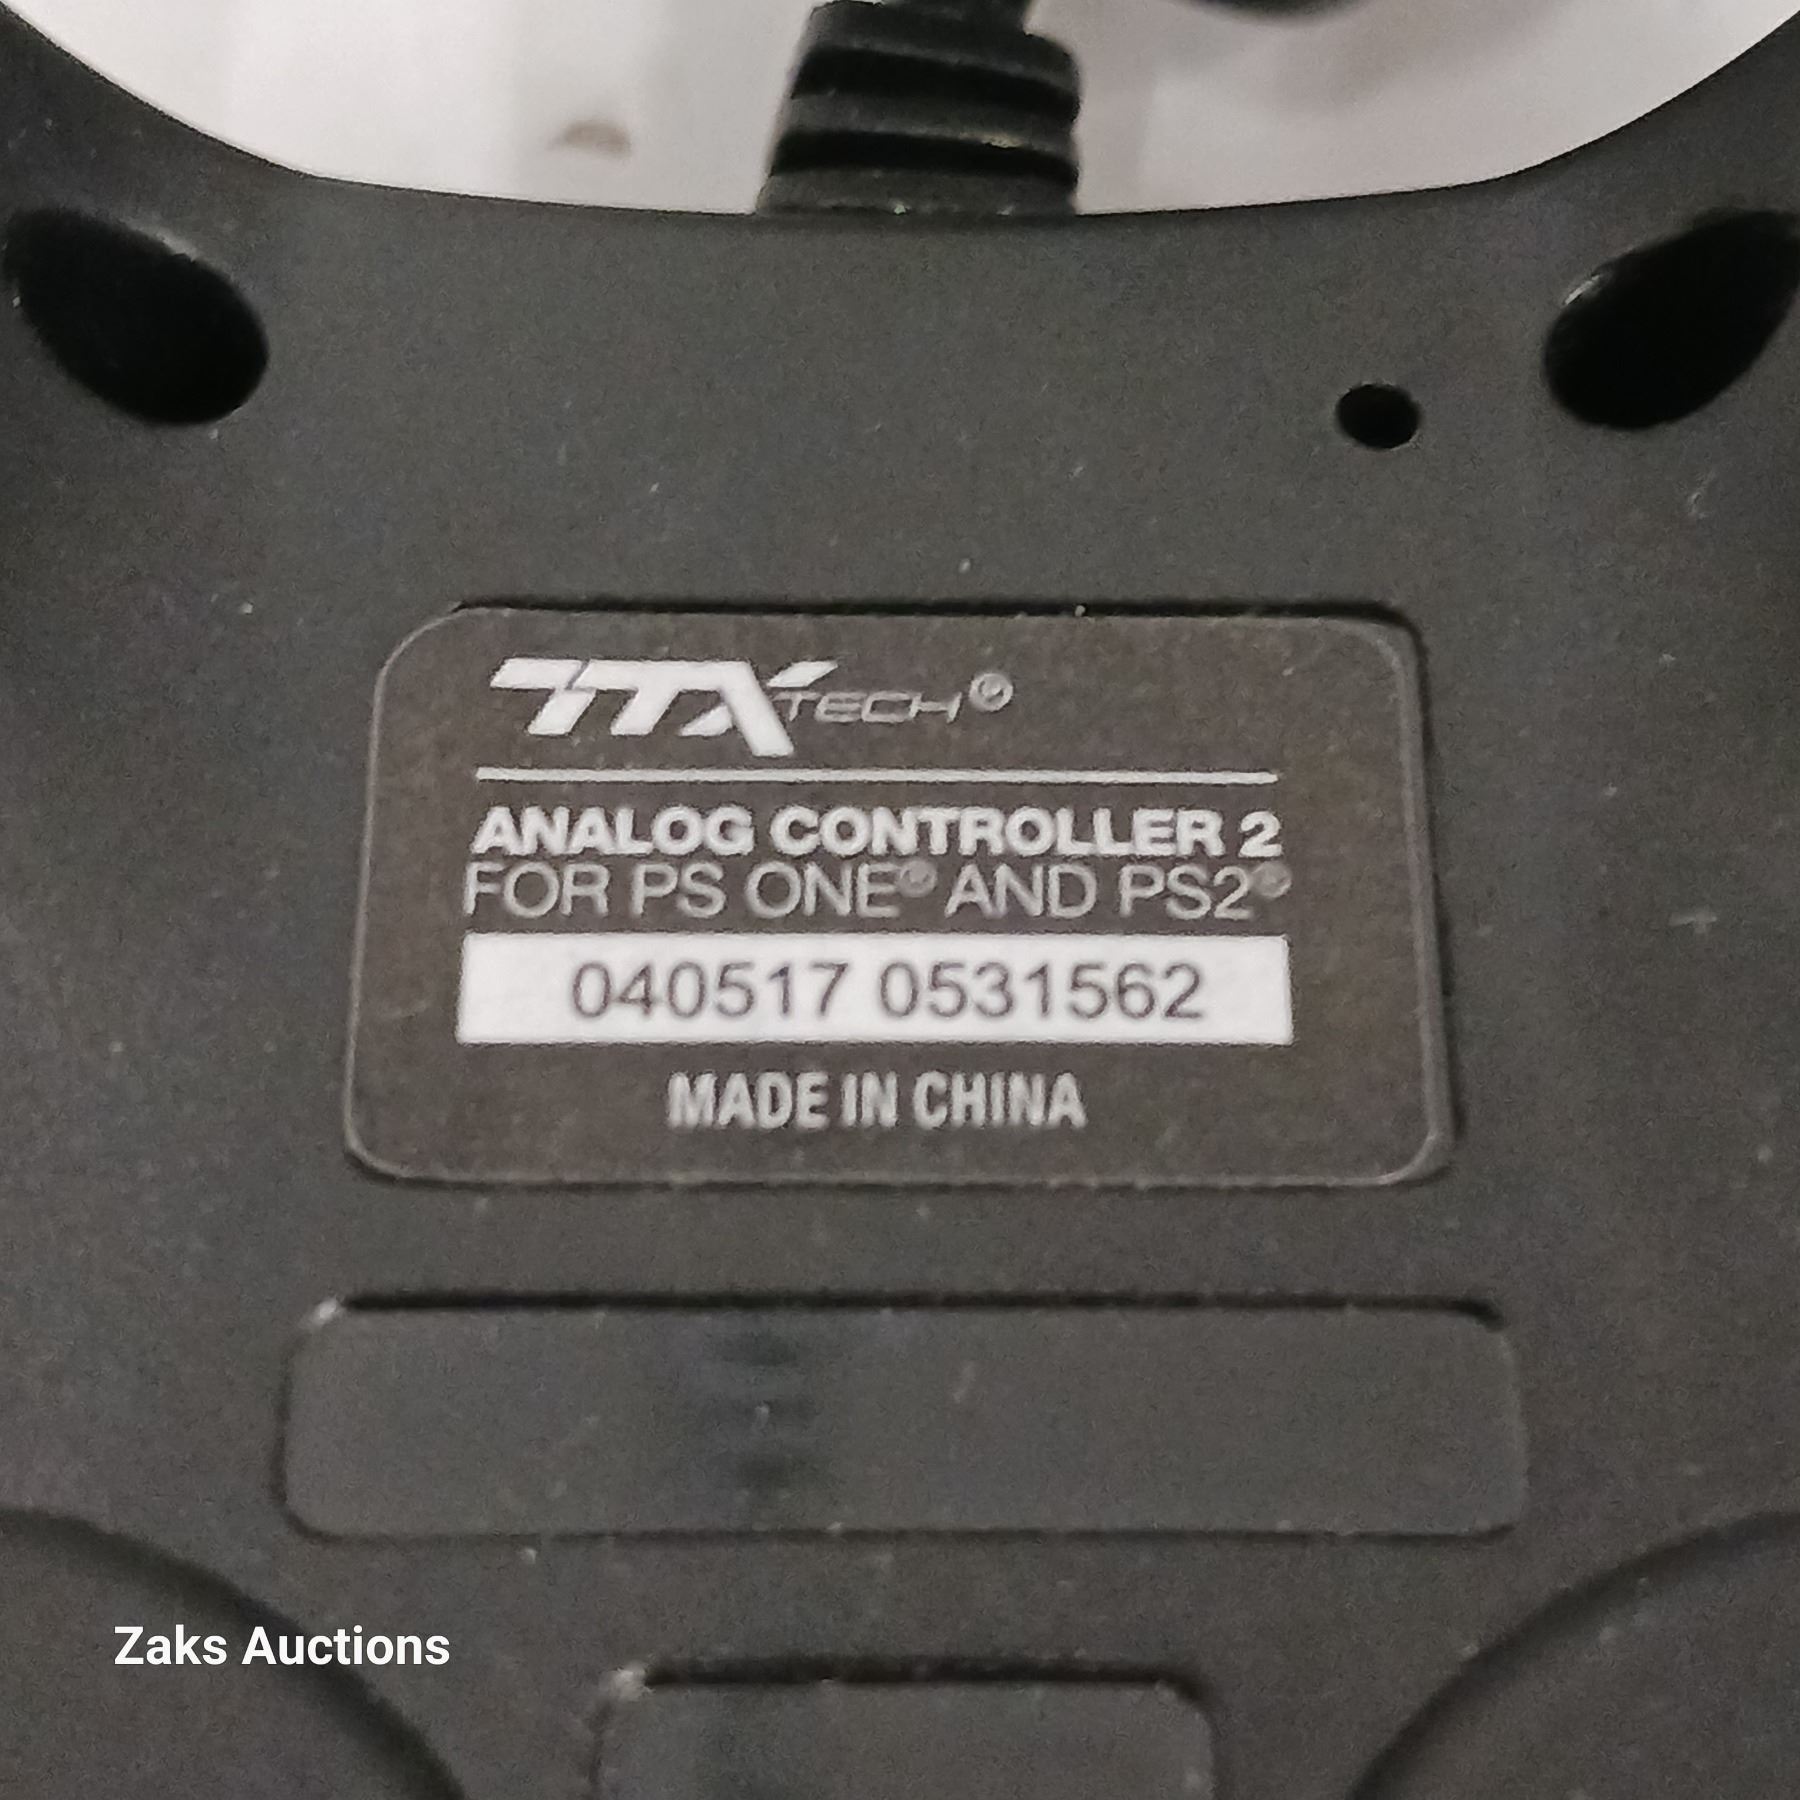 TTX TECH®
ANALOG CONTROLLER 2
FOR PS ONE® AND PS2®
040517 0531562
MADE IN CHINA
Zaks Auctions